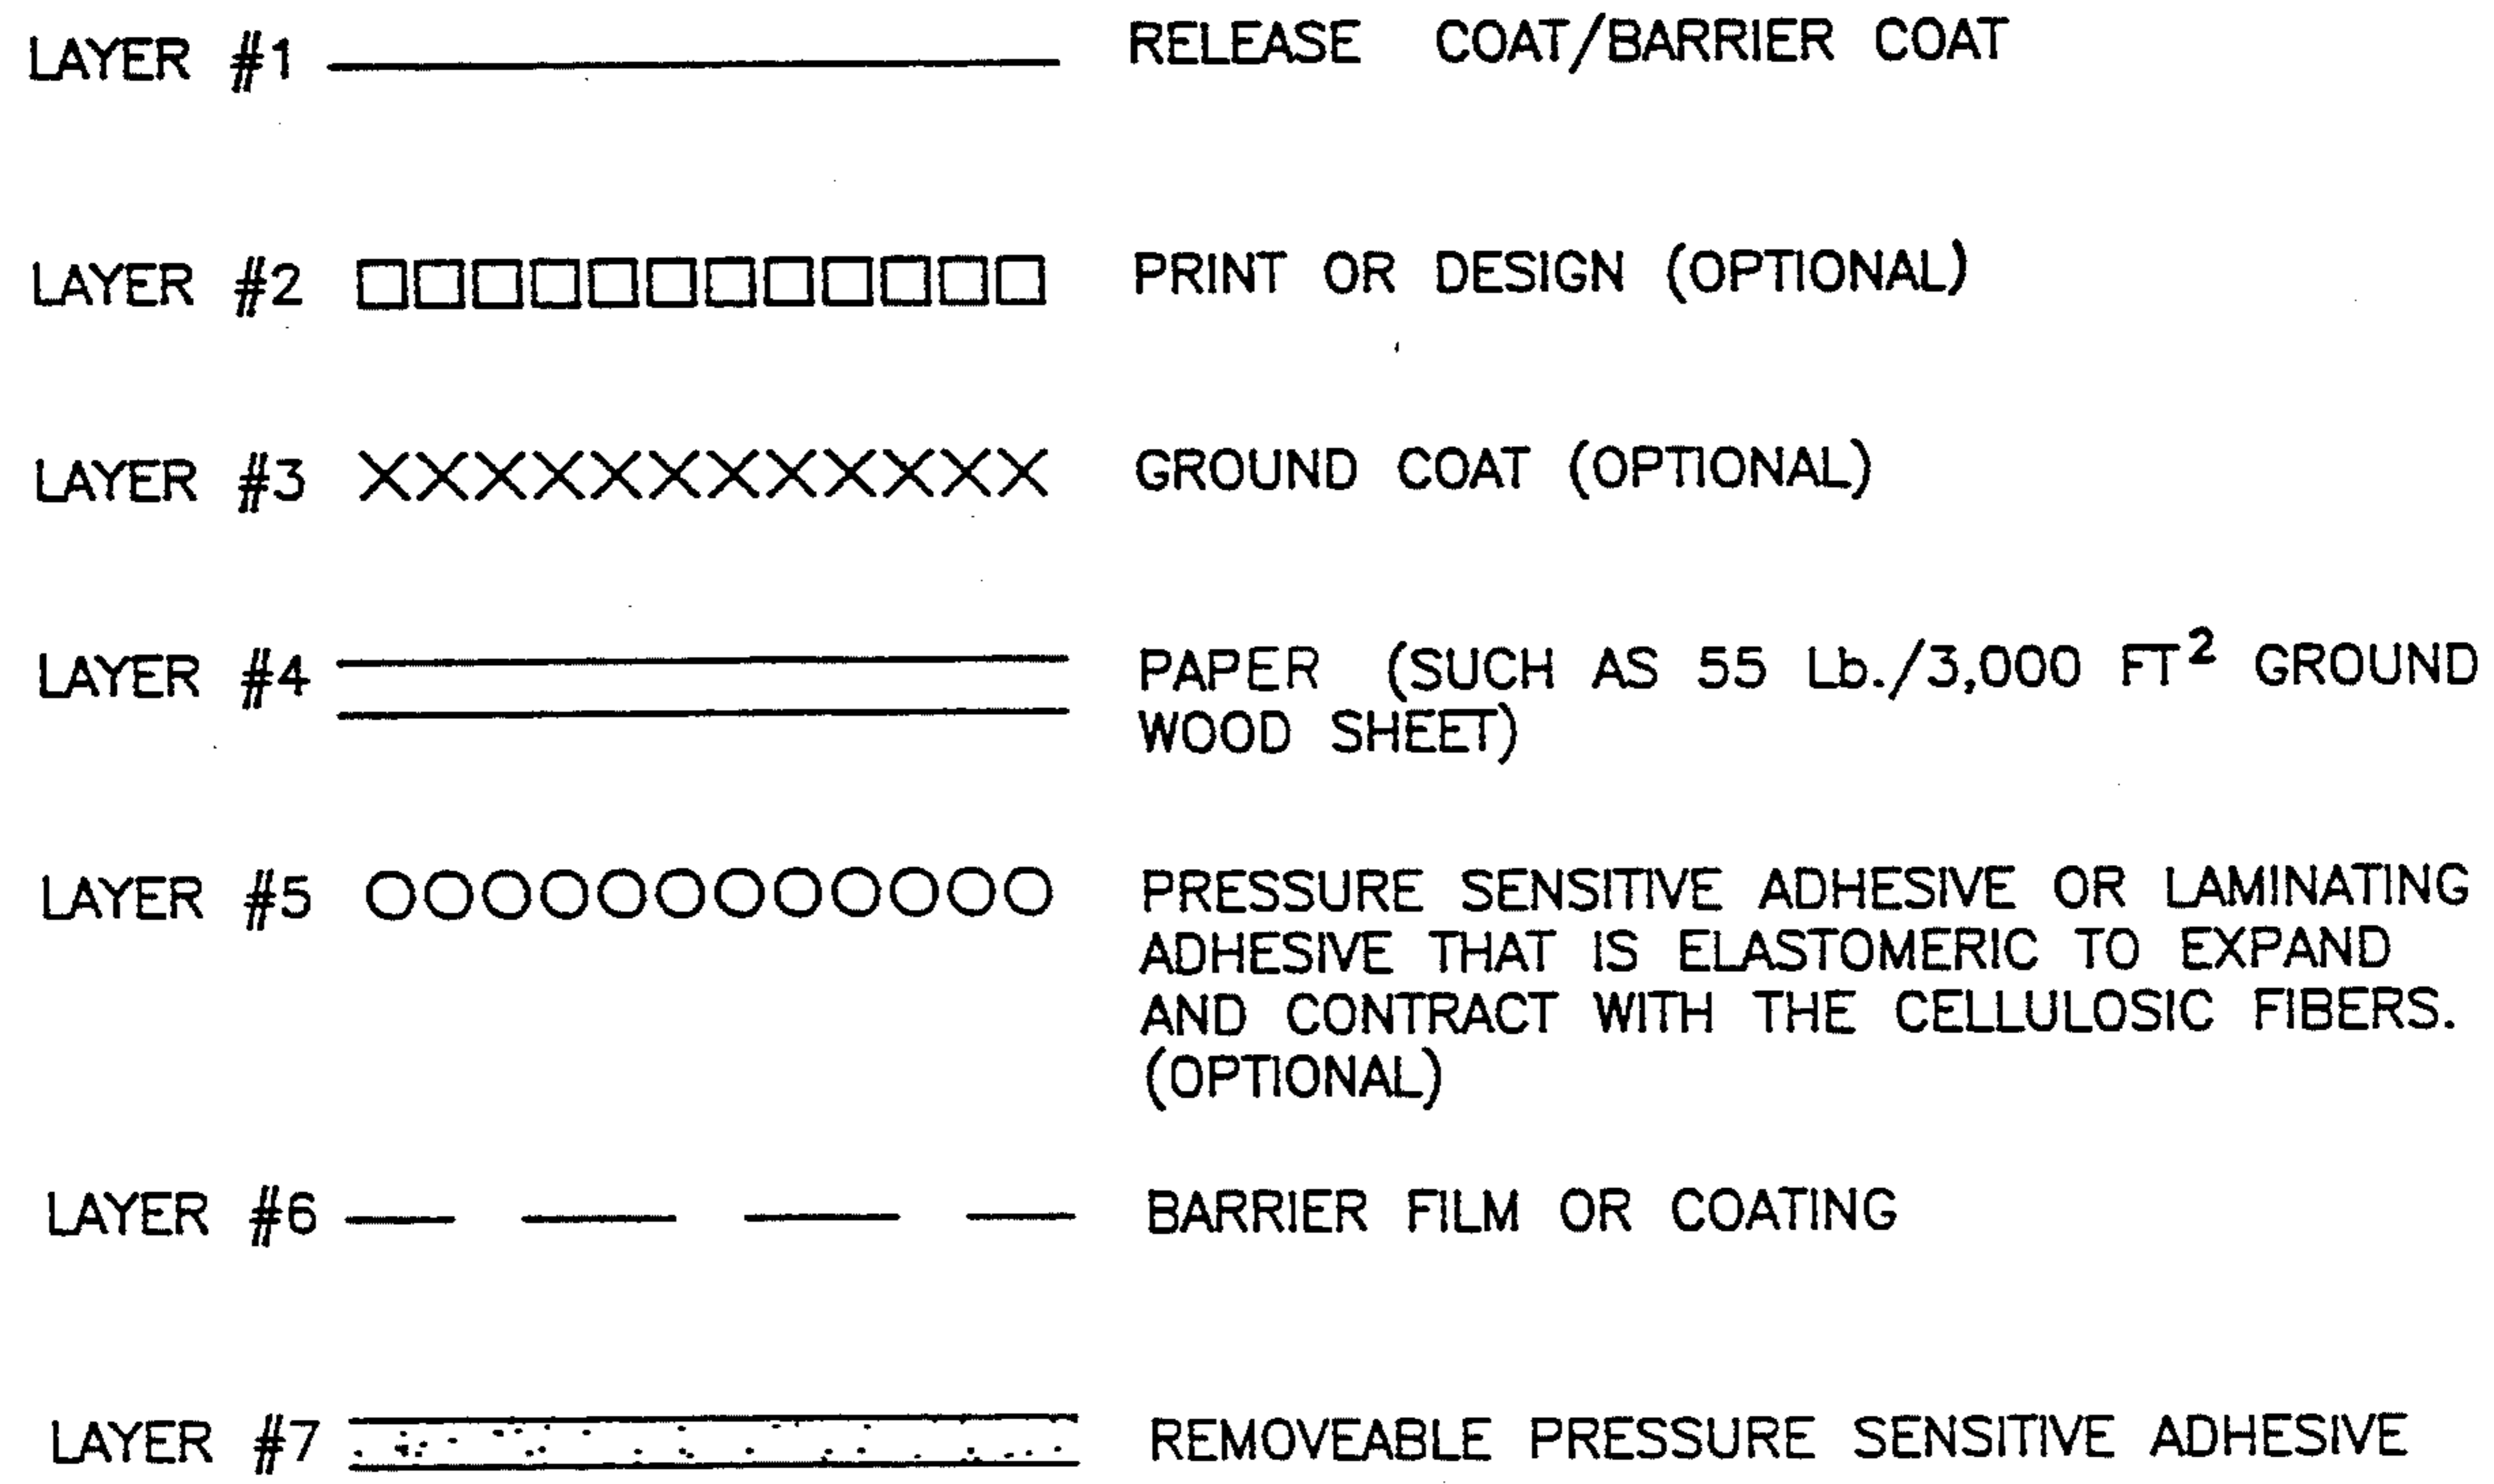 LAYER #1 RELEASE COAT/BARRIER COAT
LAYER #2 PRINT OR DESIGN (OPTIONAL)
LAYER #3 XXXXXXXXXXXX GROUND COAT (OPTIONAL)
LAYER #4 PAPER (SUCH AS 55 Lb./3,000 FT² GROUND
WOOD SHEET)
LAYER #5 OOOOOOOOOOOO PRESSURE SENSITIVE ADHESIVE OR LAMINATING
ADHESIVE THAT IS ELASTOMERIC TO EXPAND
AND CONTRACT WITH THE CELLULOSIC FIBERS.
(OPTIONAL)
LAYER #6 BARRIER FILM OR COATING
LAYER #7 REMOVEABLE PRESSURE SENSITIVE ADHESIVE